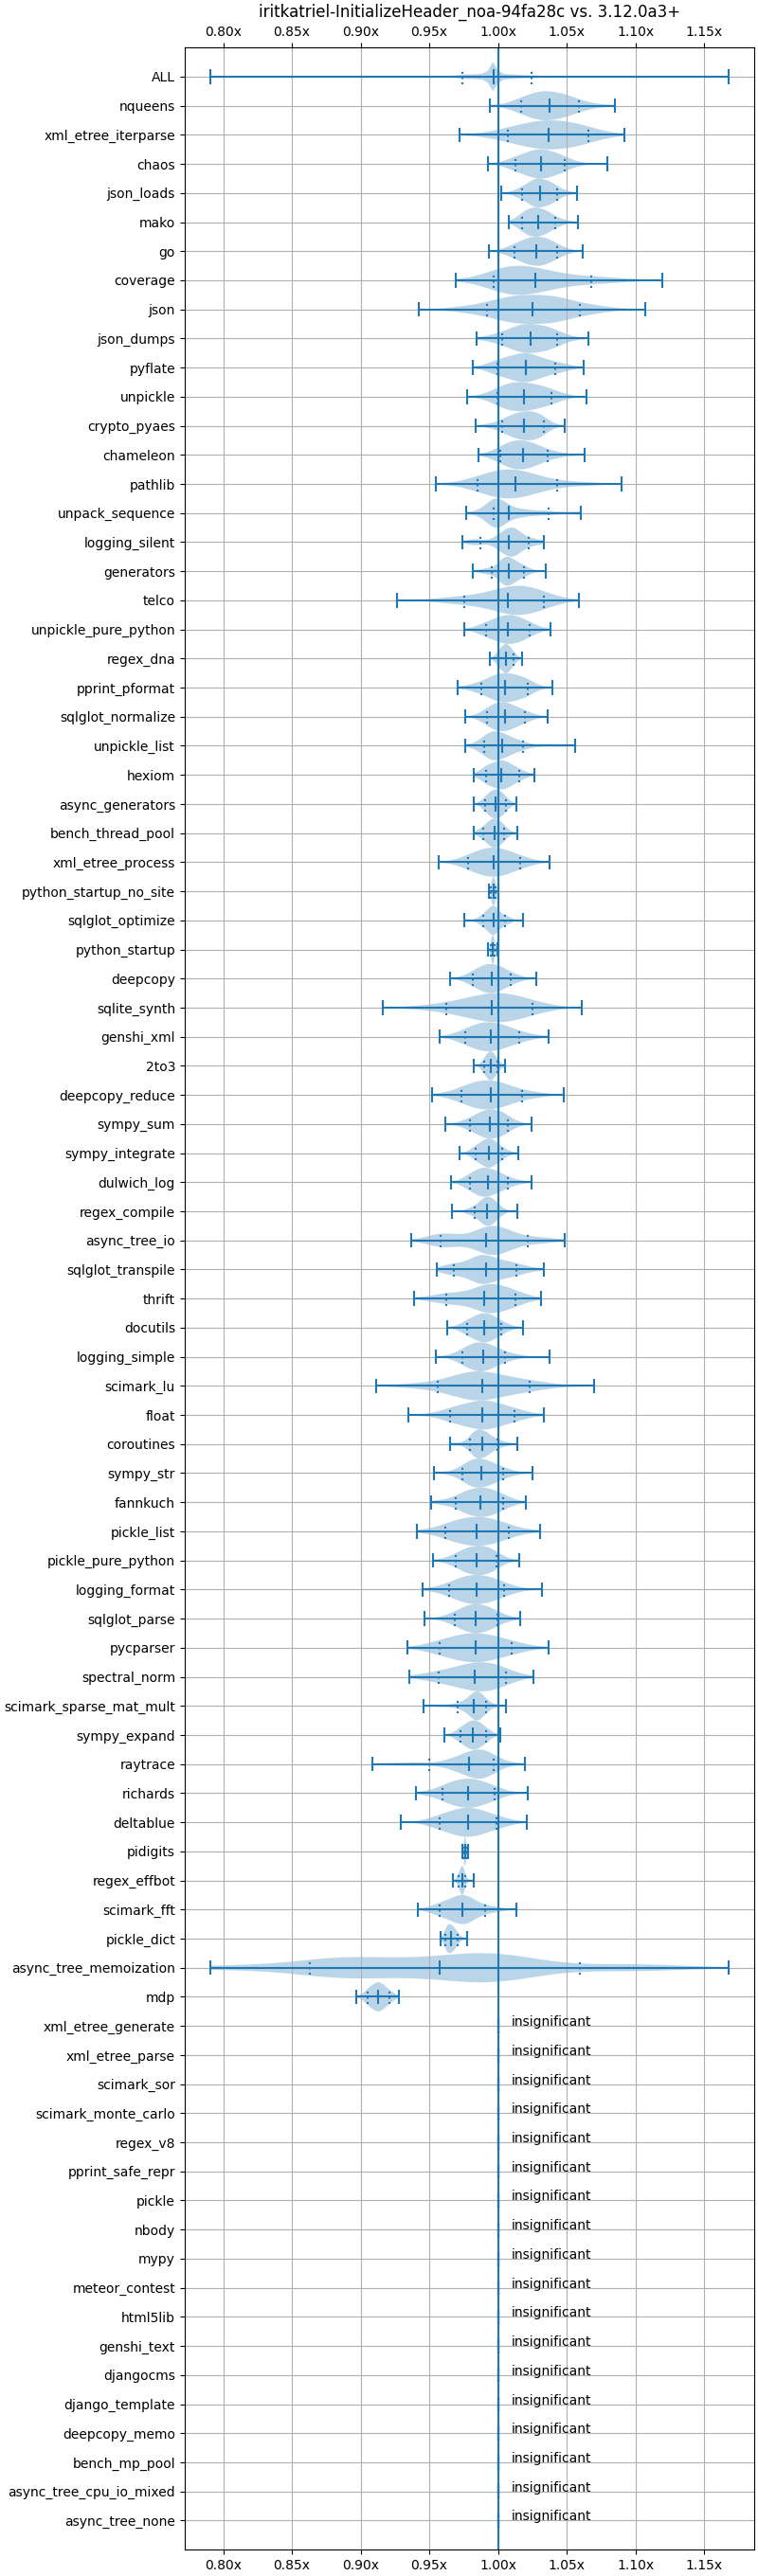 iritkatriel-InitializeHeader_noa-94fa28c vs. 3.12.0a3+
0.80x 0.85x 0.90x 0.95x 1.00x 1.05x 1.10x 1.15x
ALL
nqueens
xml_etree_iterparse
chaos
json_loads
mako
go
coverage
json
json_dumps
pyflate
unpickle
crypto_pyaes
chameleon
pathlib
unpack_sequence
logging_silent
generators
telco
unpickle_pure_python
regex_dna
pprint_pformat
sqlglot_normalize
unpickle_list
hexiom
async_generators
bench_thread_pool
xml_etree_process
python_startup_no_site
sqlglot_optimize
python_startup
deepcopy
sqlite_synth
genshi_xml
2to3
deepcopy_reduce
sympy_sum
sympy_integrate
dulwich_log
regex_compile
async_tree_io
sqlglot_transpile
thrift
docutils
logging_simple
scimark_lu
float
coroutines
sympy_str
fannkuch
pickle_list
pickle_pure_python
logging_format
sqlglot_parse
pycparser
spectral_norm
scimark_sparse_mat_mult
sympy_expand
raytrace
richards
deltablue
pidigits
regex_effbot
scimark_fft
pickle_dict
async_tree_memoization
mdp
xml_etree_generate insignificant
xml_etree_parse insignificant
scimark_sor insignificant
scimark_monte_carlo insignificant
regex_v8 insignificant
pprint_safe_repr insignificant
pickle insignificant
nbody insignificant
mypy insignificant
meteor_contest insignificant
html5lib insignificant
genshi_text insignificant
djangocms insignificant
django_template insignificant
deepcopy_memo insignificant
bench_mp_pool insignificant
async_tree_cpu_io_mixed insignificant
async_tree_none insignificant
0.80x 0.85x 0.90x 0.95x 1.00x 1.05x 1.10x 1.15x